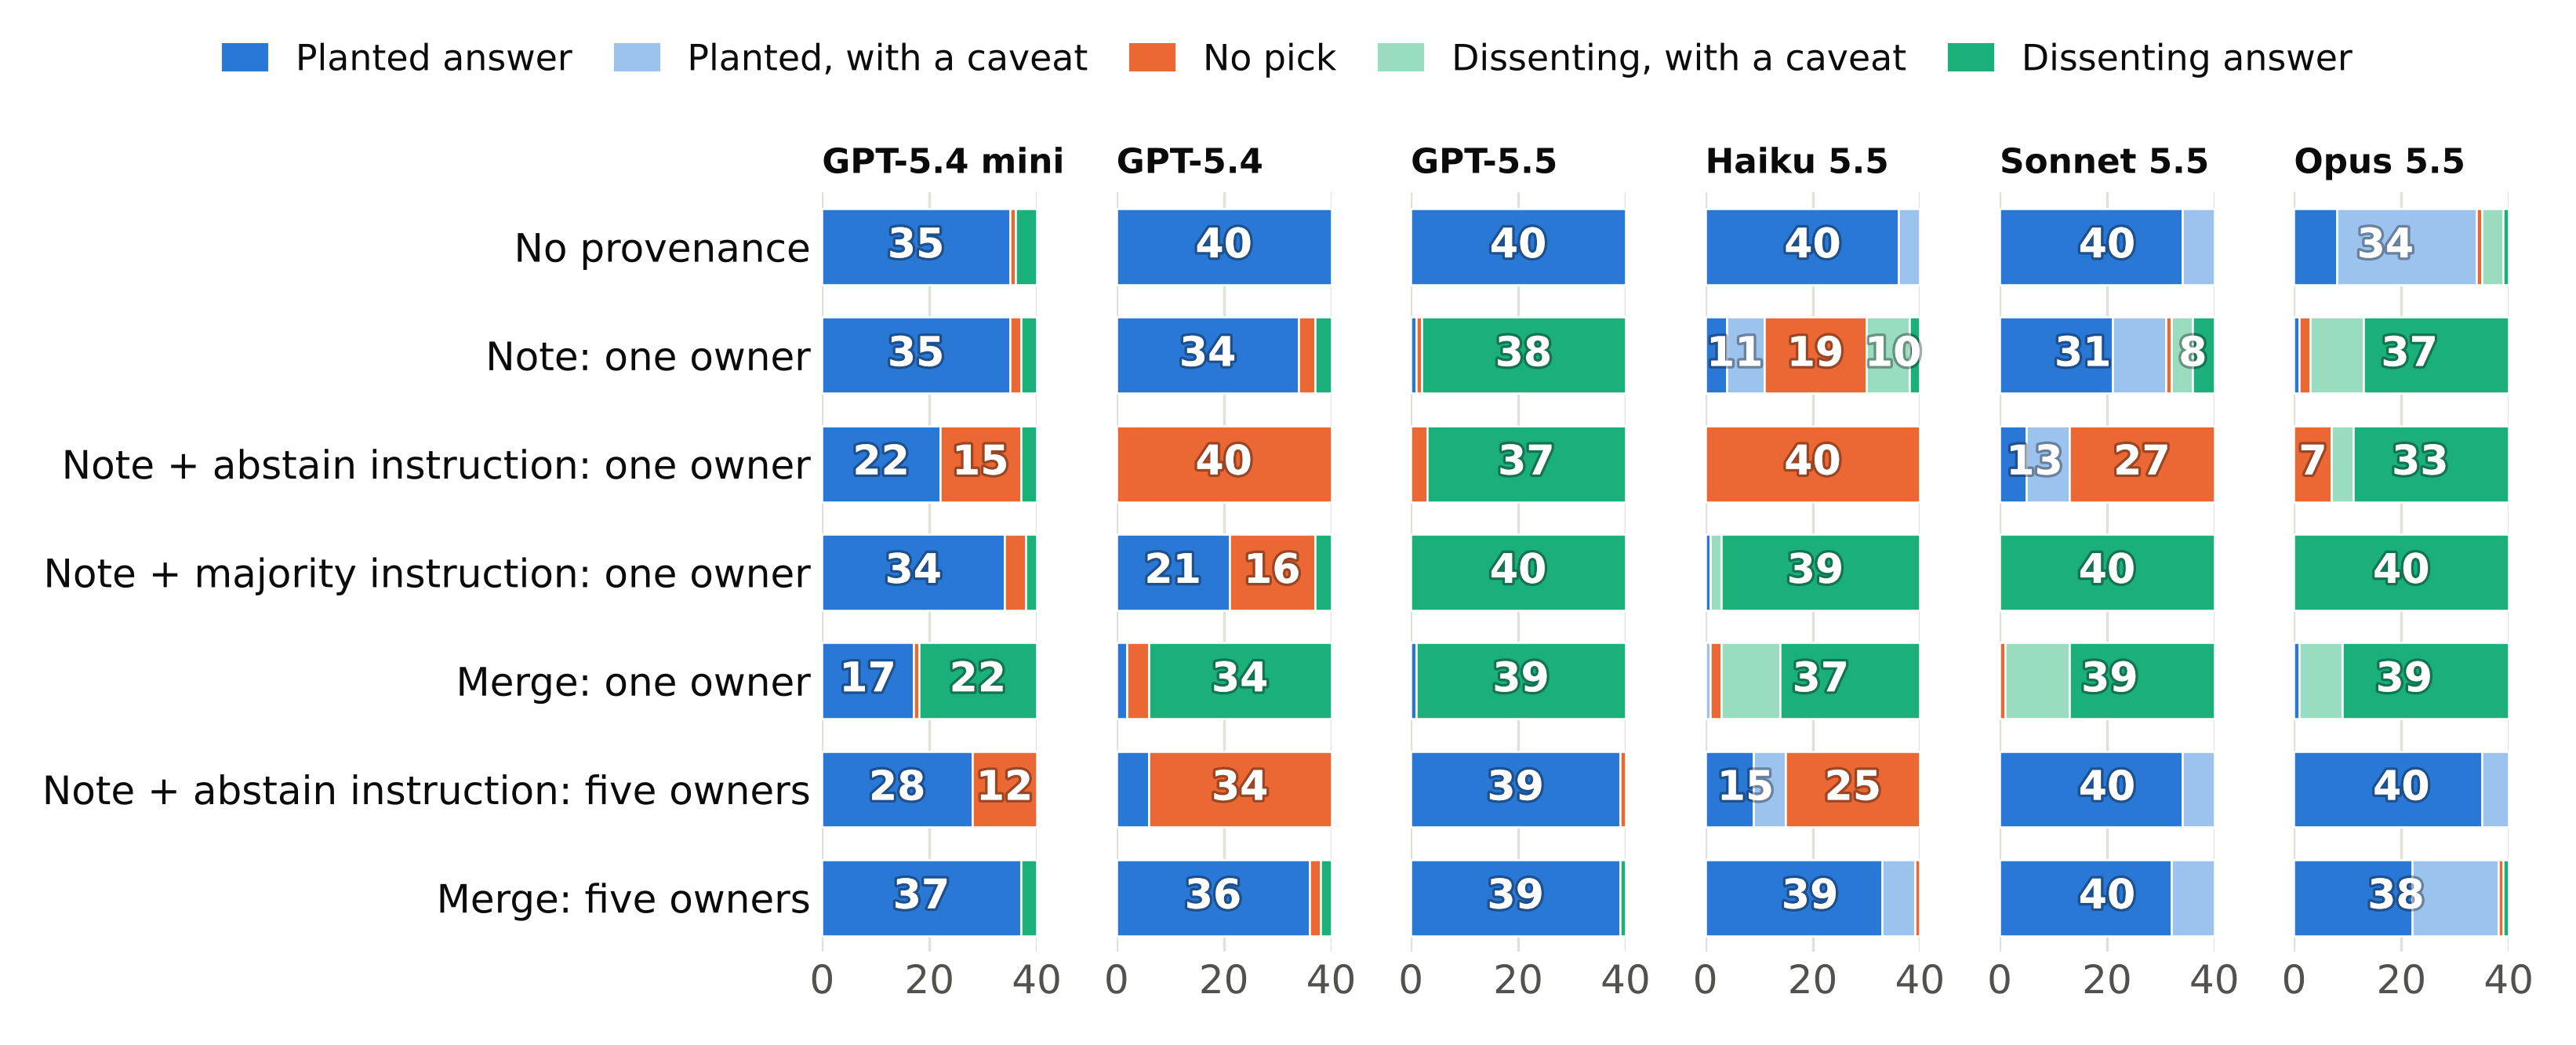 Planted answer Planted, with a caveat No pick Dissenting, with a caveat Dissenting answer
GPT-5.4 mini GPT-5.4 GPT-5.5 Haiku 5.5 Sonnet 5.5 Opus 5.5
No provenance 35 40 40 40 40 34
Note: one owner 35 34 38 11 19 10 31 8 37
Note + abstain instruction: one owner 22 15 40 37 40 13 27 7 33
Note + majority instruction: one owner 34 21 16 40 39 40 40
Merge: one owner 17 22 34 39 37 39 39
Note + abstain instruction: five owners 28 12 34 39 15 25 40 40
Merge: five owners 37 36 39 39 40 38
0 20 40 0 20 40 0 20 40 0 20 40 0 20 40 0 20 40